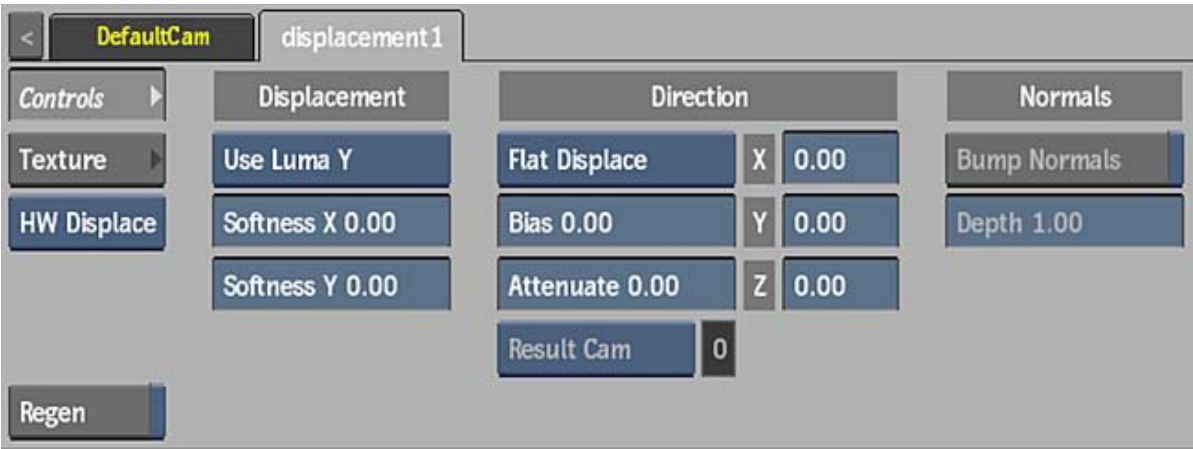 < DefaultCam displacement1
Controls Displacement Direction Normals
Texture Use Luma Y Flat Displace X 0.00 Bump Normals
HW Displace Softness X 0.00 Bias 0.00 Y 0.00 Depth 1.00
Softness Y 0.00 Attenuate 0.00 Z 0.00
Result Cam 0
Regen